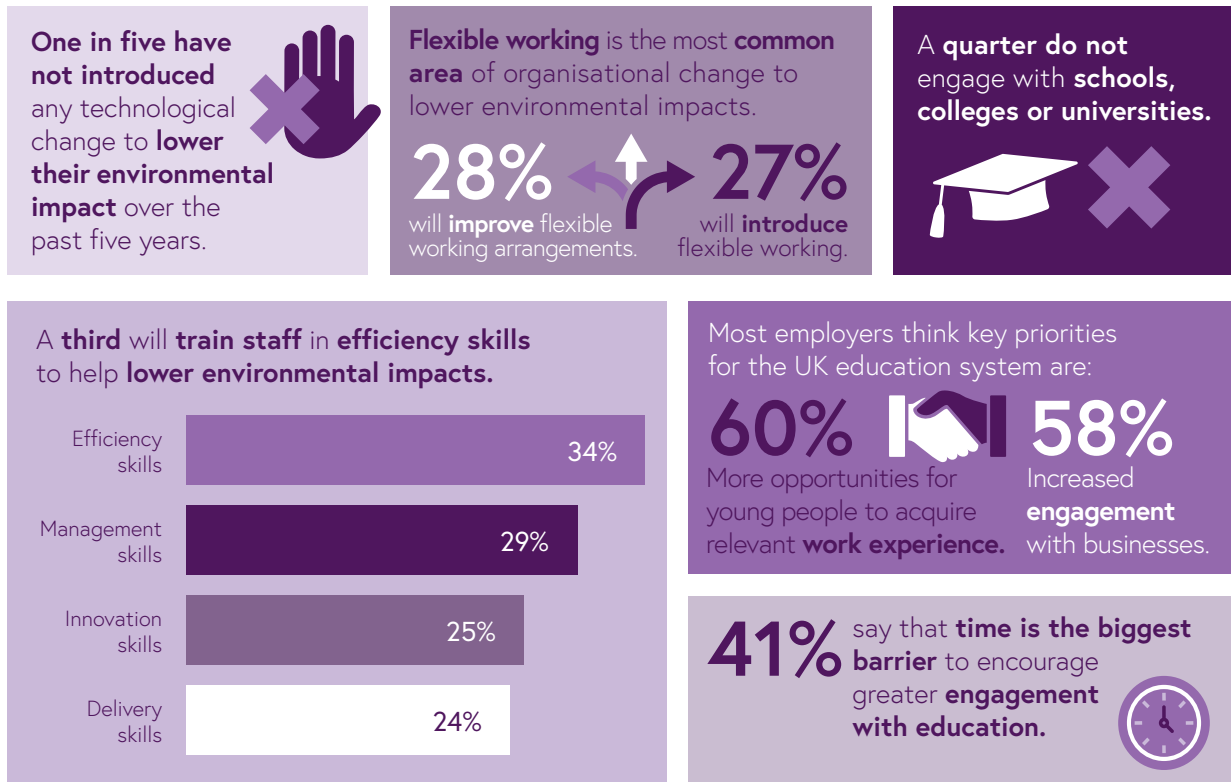 One in five have
not introduced
any technological
change to lower
their environmental
impact over the
past five years.
Flexible working is the most common
area of organisational change to
lower environmental impacts.
28%
will improve flexible
working arrangements.
27%
will introduce
flexible working.
A quarter do not
engage with schools,
colleges or universities.
A third will train staff in efficiency skills
to help lower environmental impacts.
Efficiency
skills
34%
Management
skills
29%
Innovation
skills
25%
Delivery
skills
24%
Most employers think key priorities
for the UK education system are:
60%
More opportunities for
young people to acquire
relevant work experience.
58%
Increased
engagement
with businesses.
41%
say that time is the biggest
barrier to encourage
greater engagement
with education.